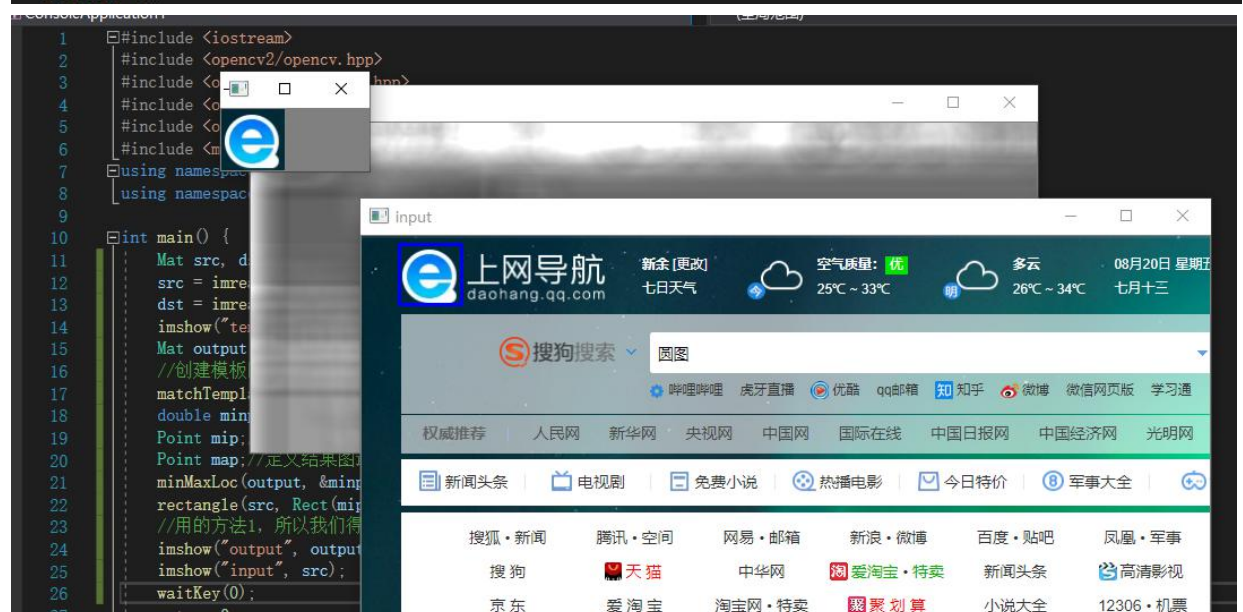 1 #include <iostream>
2 #include <opencv2/opencv.hpp>
3 #include <o
4 #include <o
5 #include <o
6 #include <m
7 using namespac
8 using namespac
9
10 int main() {
11 Mat src, d
12 src = imrea
13 dst = imrea
14 imshow("te
15 Mat output
16 //创建模板
17 matchTempl
18 double minp
19 Point mip;
20 Point map;//定义结果图
21 minMaxLoc(output, &minp
22 rectangle(src, Rect(mip
23 //用的方法1, 所以我们得
24 imshow("output", output
25 imshow("input", src);
26 waitKey(0);
input
上网导航
daohang.qq.com
新余 [更改]
七日天气
今
空气质量: 优
25℃ ~ 33℃
明
多云
26℃ ~ 34℃
08月20日 星期
七月十三
搜狗搜索
圆图
哔哩哔哩 虎牙直播 优酷 qq邮箱 知 知乎 微博 微信网页版 学习通
权威推荐 人民网 新华网 央视网 中国网 国际在线 中国日报网 中国经济网 光明网
新闻头条 电视剧 免费小说 热播电影 今日特价 8 军事大全
搜狐·新闻 腾讯·空间 网易·邮箱 新浪·微博 百度·贴吧 凤凰·军事
搜狗 天猫 中华网 爱淘宝·特卖 新闻头条 高清影视
京东 爱淘宝 淘宝网·特卖 聚 聚划算 小说大全 12306·机票